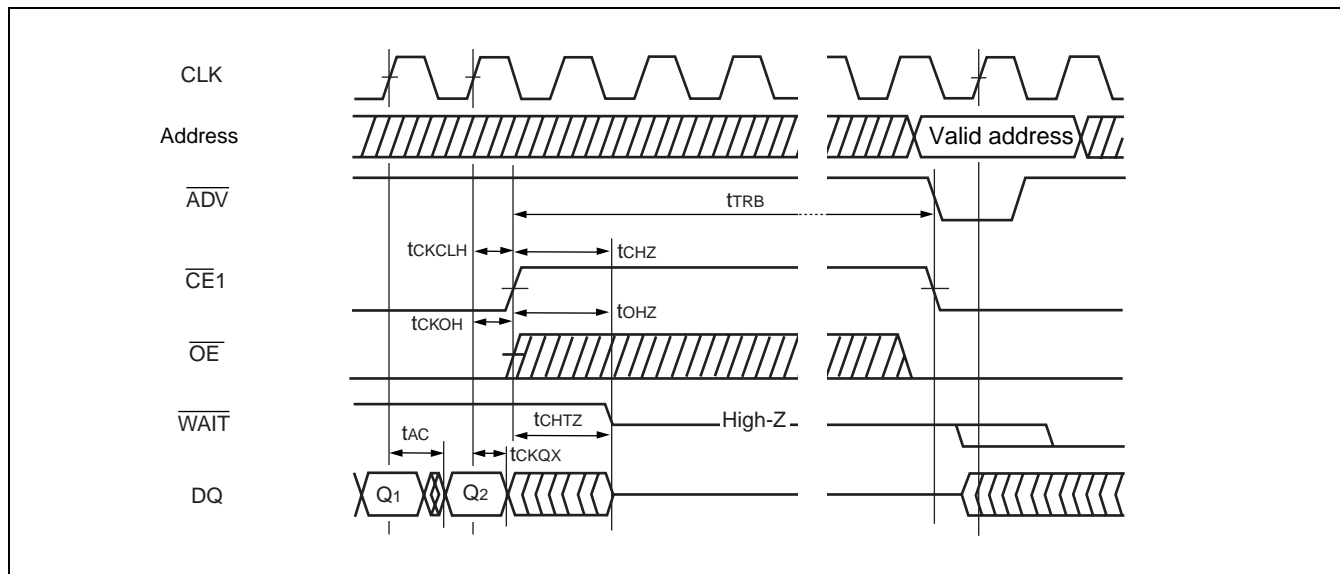 CLK
Address
Valid address
ADV
tTRB
tCKCLH
tCHZ
CE1
tCKOH
tOHZ
OE
WAIT
tCHTZ
High-Z
tAC
tCKQX
DQ
Q1
Q2